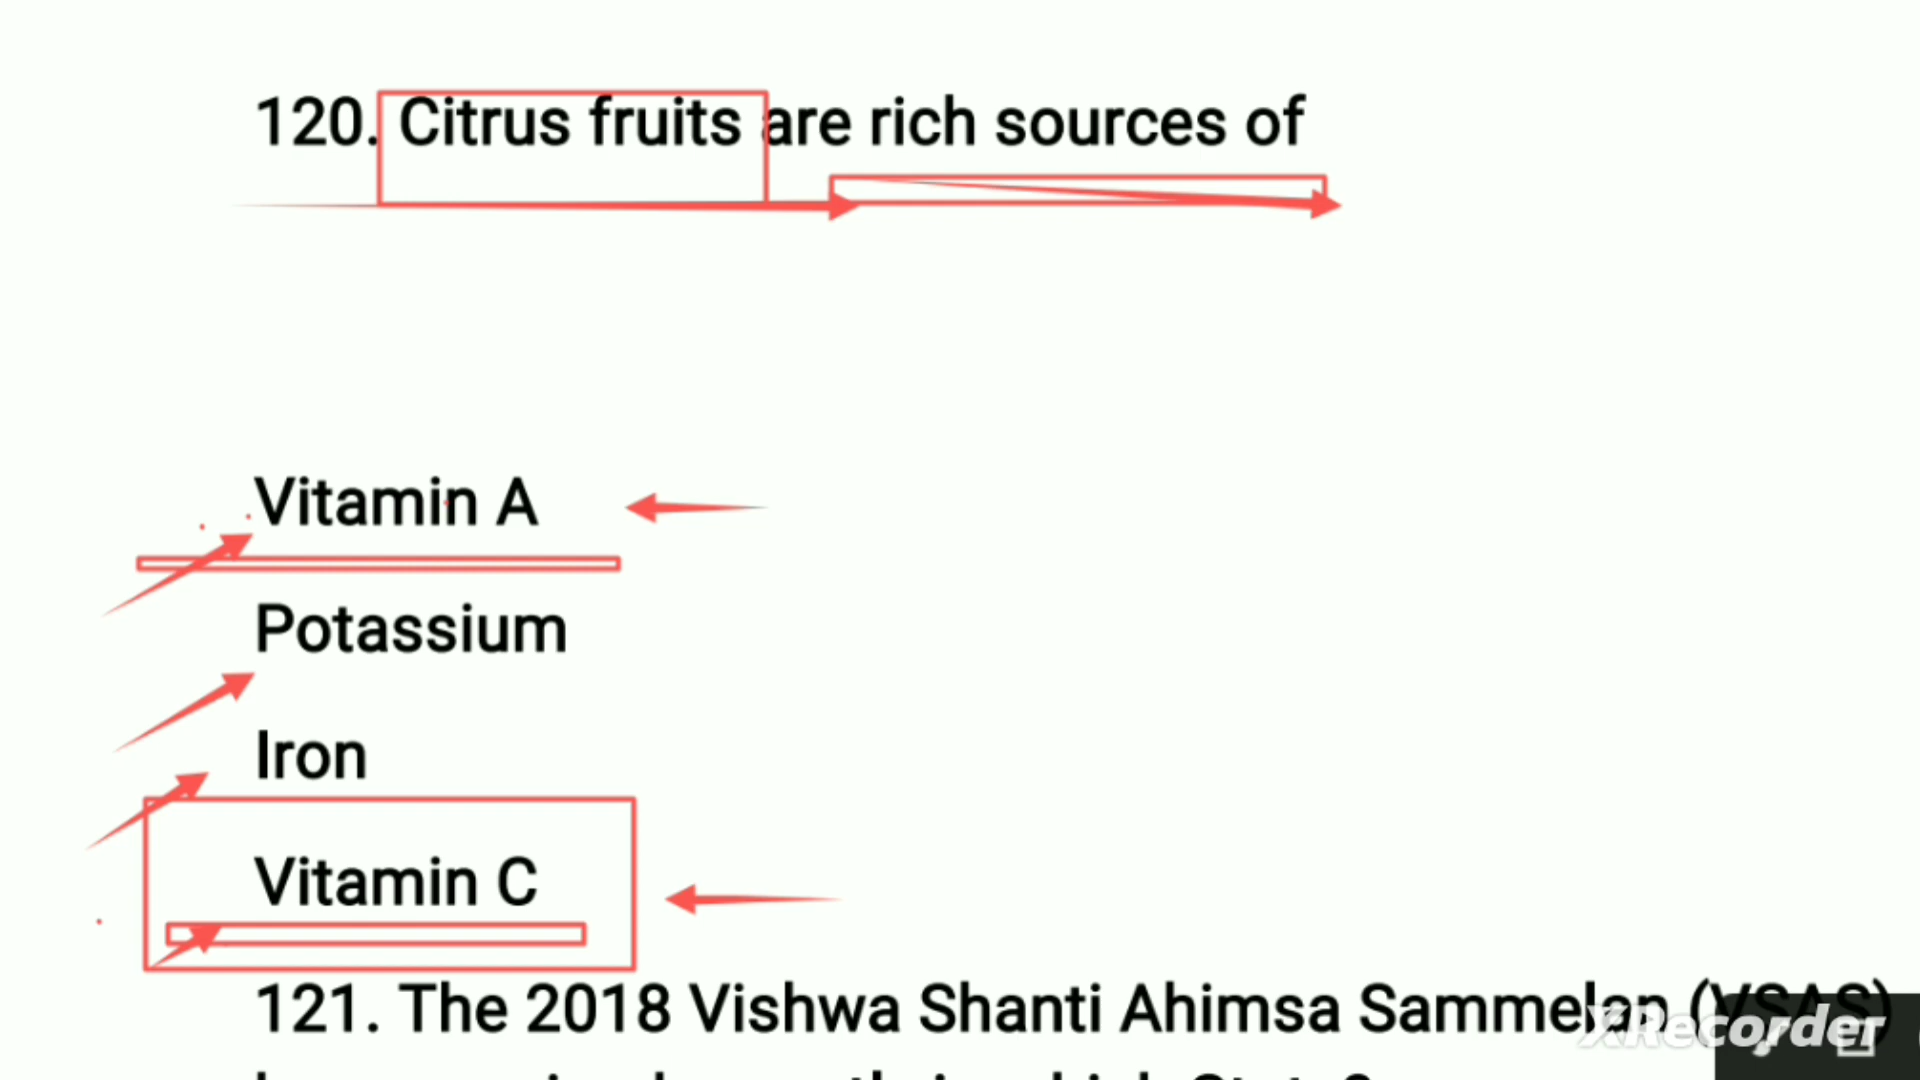 120. Citrus fruits are rich sources of
Vitamin A
Potassium
Iron
Vitamin C
121. The 2018 Vishwa Shanti Ahimsa Sammelan (VSAS)
XRecorder